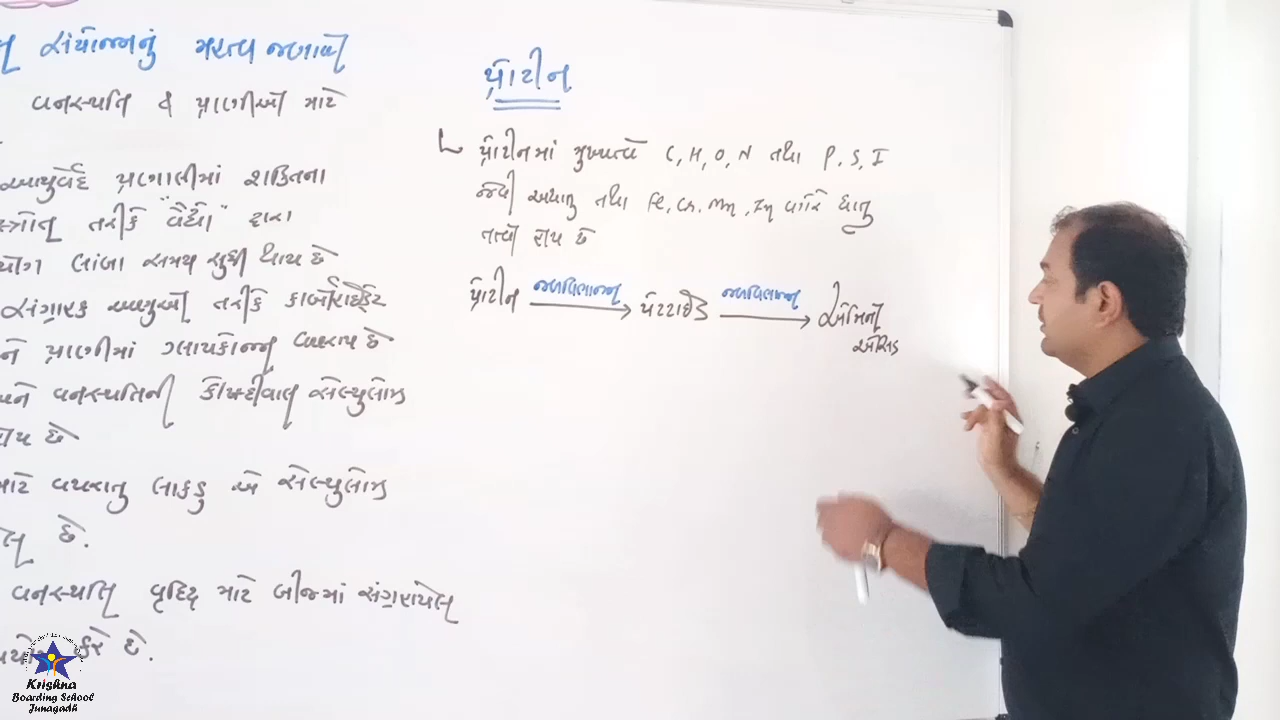 સંયોજનનું મહત્વ જણાવો
વનસ્પતિ & પ્રાણીઓ માટે
આયુર્વેદ પ્રણાલીમાં શક્તિના
સ્ત્રોત તરીકે "વૈદ્યો" દ્વારા
લાંબા સમય સુધી થાય છે
સંગ્રાહક અણુઓ તરીકે કાર્બોહાઈડ્રેટ
ને પ્રાણીમાં ગ્લાયકોજન વપરાય છે
વનસ્પતિની કોષદીવાલ સેલ્યુલોઝ
છે
માટે વપરાતુ લાકડુ એ સેલ્યુલોઝ
છે.
વનસ્પતિ વૃદ્ધિ માટે બીજમાં સંગ્રહાયેલ
કરે છે.
પ્રોટીન
પ્રોટીનમાં મુખ્યત્વે C, H, O, N તથા P, S, I
જેવી અધાતુ તથા Fe, Cu, Mn, Zn વગેરે ધાતુ
તત્વો હોય છે
પ્રોટીન જળવિભાજન પેપ્ટાઈડ જળવિભાજન એમિનો
એસિડ
Krishna
Boarding School
Junagadh